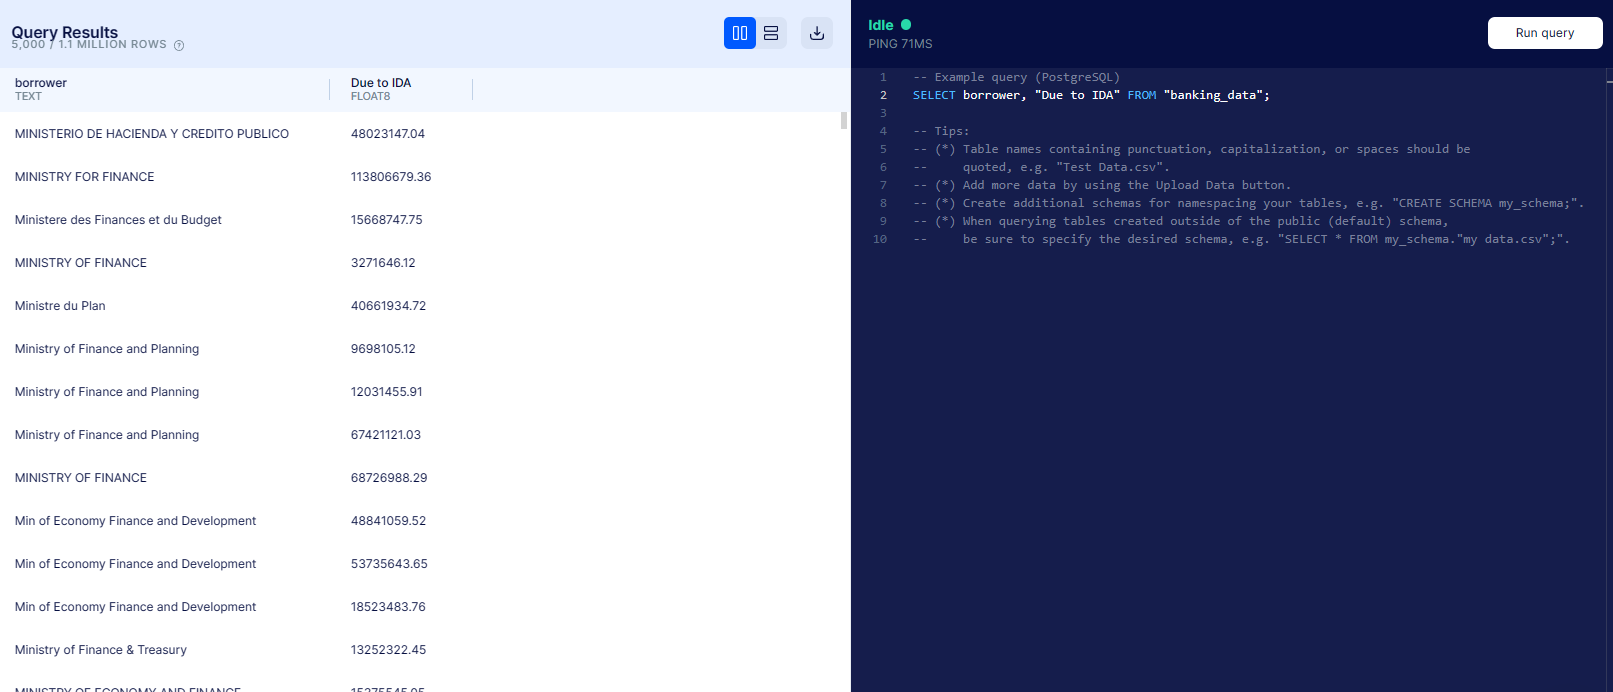 Query Results
5,000 / 1.1 MILLION ROWS ?
borrower Due to IDA
TEXT FLOAT8
MINISTERIO DE HACIENDA Y CREDITO PUBLICO 48023147.04
MINISTRY FOR FINANCE 113806679.36
Ministere des Finances et du Budget 15668747.75
MINISTRY OF FINANCE 3271646.12
Ministre du Plan 40661934.72
Ministry of Finance and Planning 9698105.12
Ministry of Finance and Planning 12031455.91
Ministry of Finance and Planning 67421121.03
MINISTRY OF FINANCE 68726988.29
Min of Economy Finance and Development 48841059.52
Min of Economy Finance and Development 53735643.65
Min of Economy Finance and Development 18523483.76
Ministry of Finance & Treasury 13252322.45
MINISTRY OF ECONOMY AND FINANCE 15375545.05
Idle
PING 71MS
Run query
1 -- Example query (PostgreSQL)
2 SELECT borrower, "Due to IDA" FROM "banking_data";
3
4 -- Tips:
5 -- (*) Table names containing punctuation, capitalization, or spaces should be
6 -- quoted, e.g. "Test Data.csv".
7 -- (*) Add more data by using the Upload Data button.
8 -- (*) Create additional schemas for namespacing your tables, e.g. "CREATE SCHEMA my_schema;".
9 -- (*) When querying tables created outside of the public (default) schema,
10 -- be sure to specify the desired schema, e.g. "SELECT * FROM my_schema."my data.csv";".